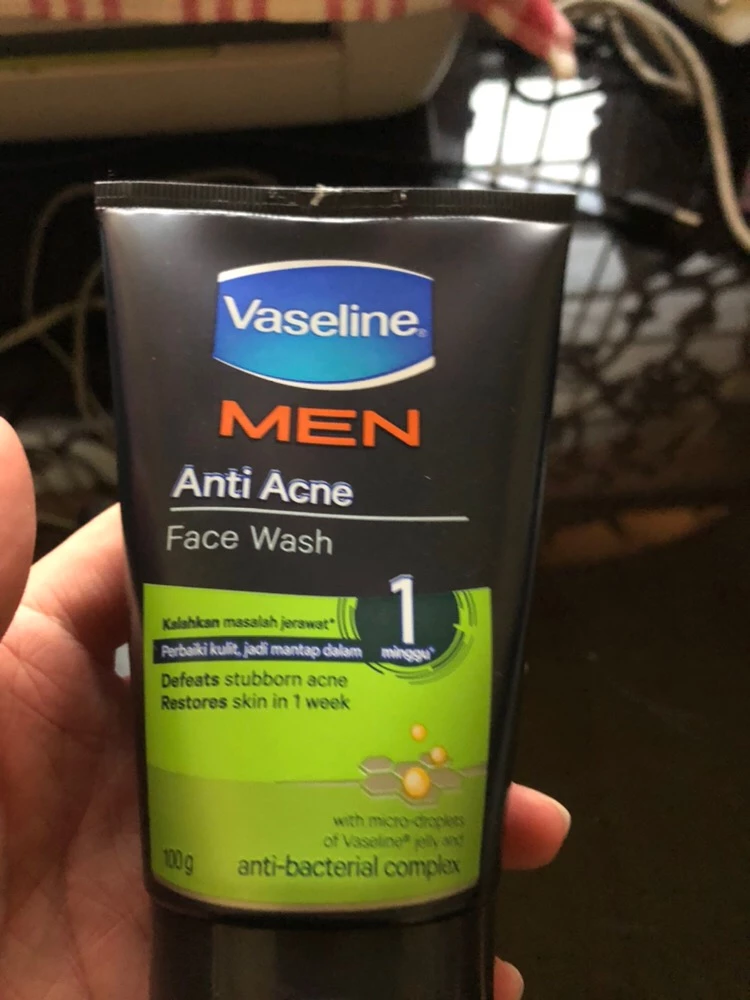 Vaseline®
MEN
Anti Acne
Face Wash
Kalahkan masalah jerawat*
Perbaiki kulit, jadi mantap dalam
1
minggu*
Defeats stubborn acne
Restores skin in 1 week
with micro-droplets
of Vaseline® jelly and
100 g
anti-bacterial complex